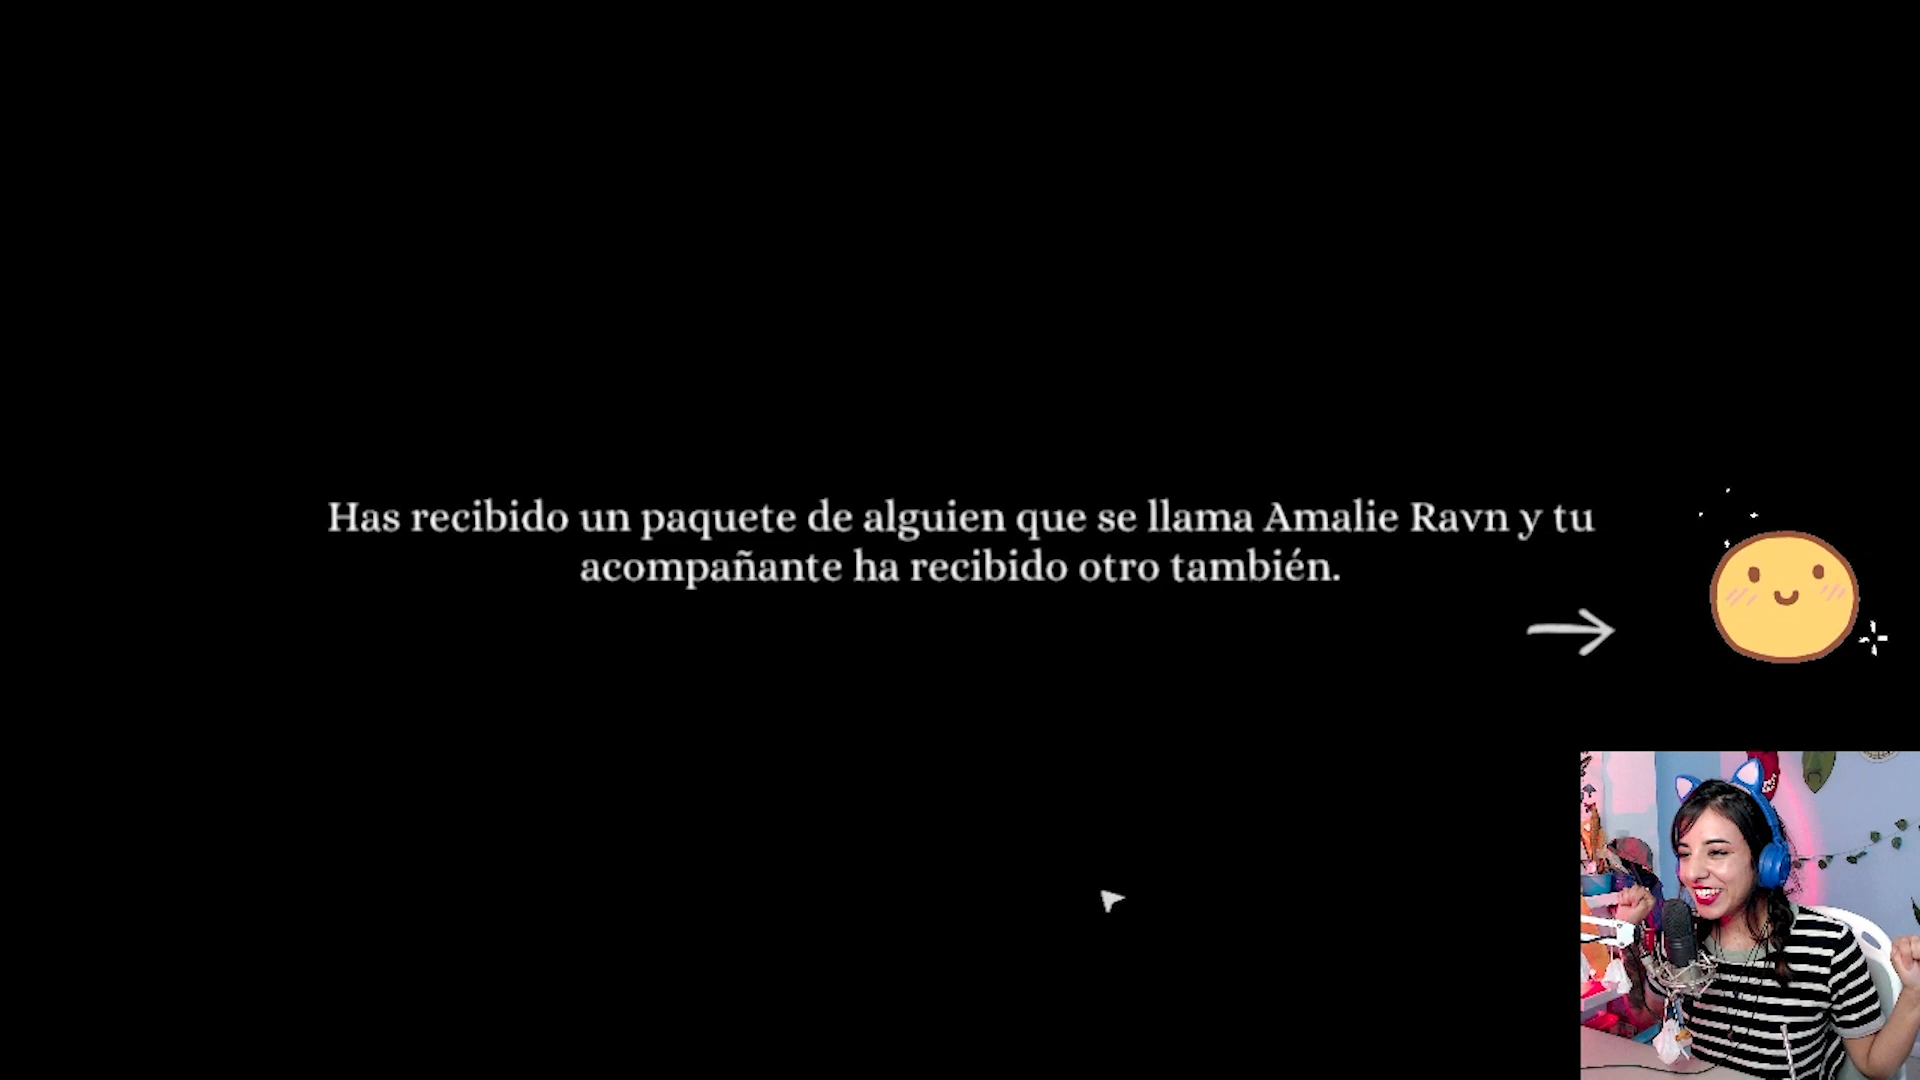 Has recibido un paquete de alguien que se llama Amalie Ravn y tu
acompañante ha recibido otro también.